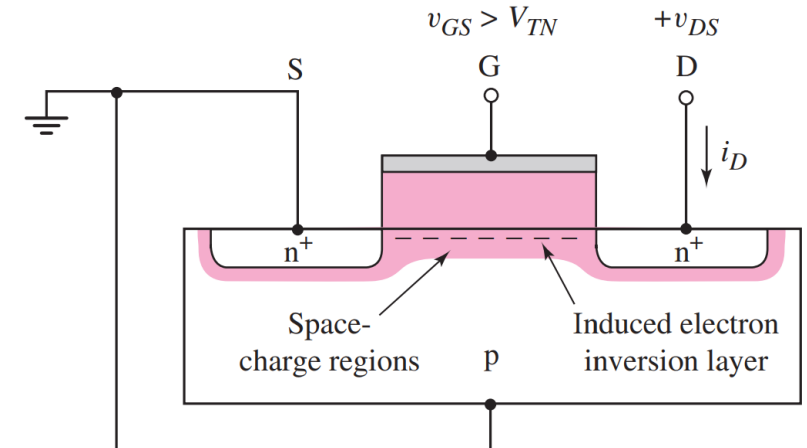 v_GS > V_TN
+v_DS
S
G
D
i_D
n+
n+
Space-
charge regions
Induced electron
inversion layer
p